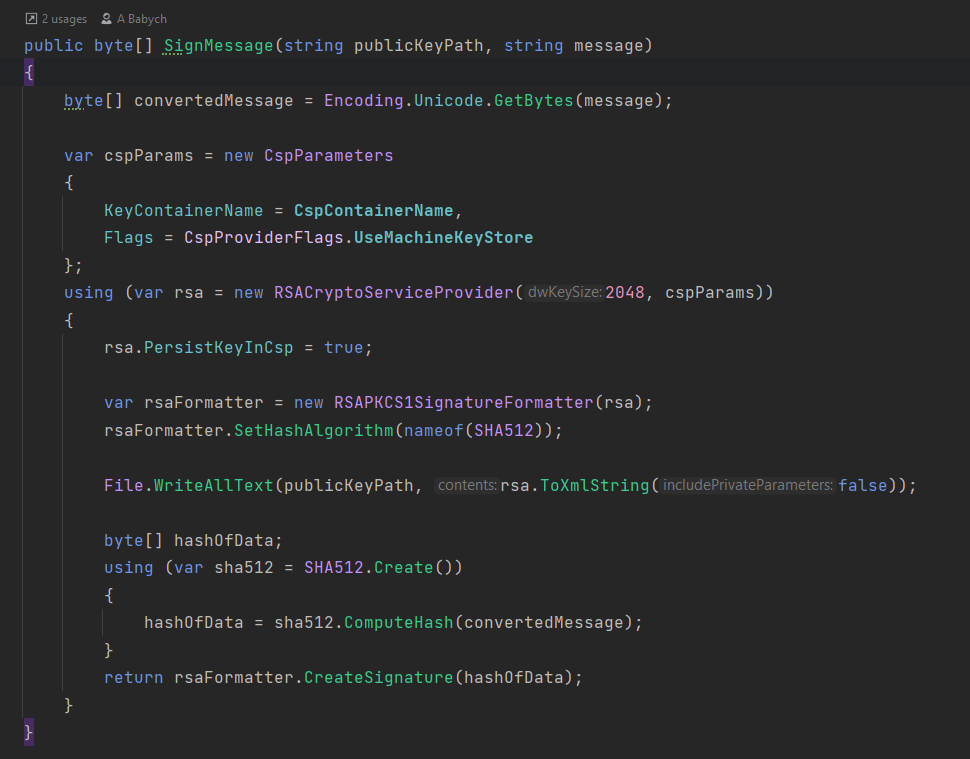 2 usages A Babych
public byte[] SignMessage(string publicKeyPath, string message)
{
byte[] convertedMessage = Encoding.Unicode.GetBytes(message);
var cspParams = new CspParameters
{
KeyContainerName = CspContainerName,
Flags = CspProviderFlags.UseMachineKeyStore
};
using (var rsa = new RSACryptoServiceProvider(dwKeySize:2048, cspParams))
{
rsa.PersistKeyInCsp = true;
var rsaFormatter = new RSAPKCS1SignatureFormatter(rsa);
rsaFormatter.SetHashAlgorithm(nameof(SHA512));
File.WriteAllText(publicKeyPath, contents:rsa.ToXmlString(includePrivateParameters:false));
byte[] hashOfData;
using (var sha512 = SHA512.Create())
{
hashOfData = sha512.ComputeHash(convertedMessage);
}
return rsaFormatter.CreateSignature(hashOfData);
}
}